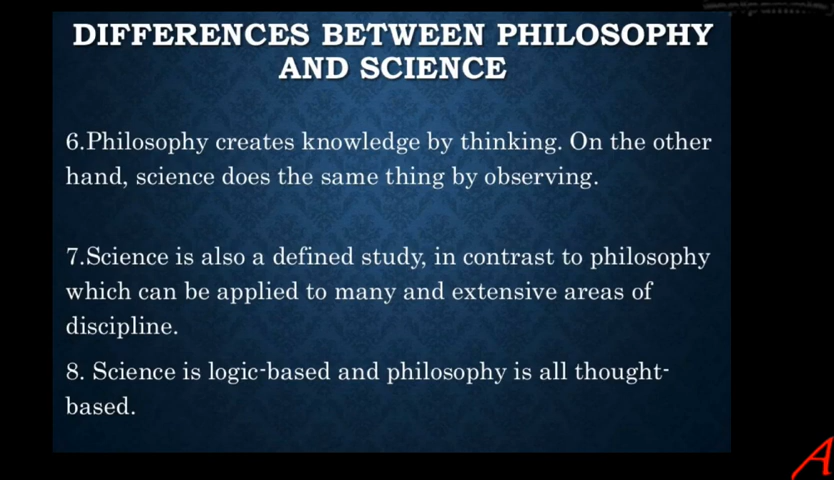 DIFFERENCES BETWEEN PHILOSOPHY
AND SCIENCE
6.Philosophy creates knowledge by thinking. On the other
hand, science does the same thing by observing.
7.Science is also a defined study, in contrast to philosophy
which can be applied to many and extensive areas of
discipline.
8. Science is logic-based and philosophy is all thought-
based.
A